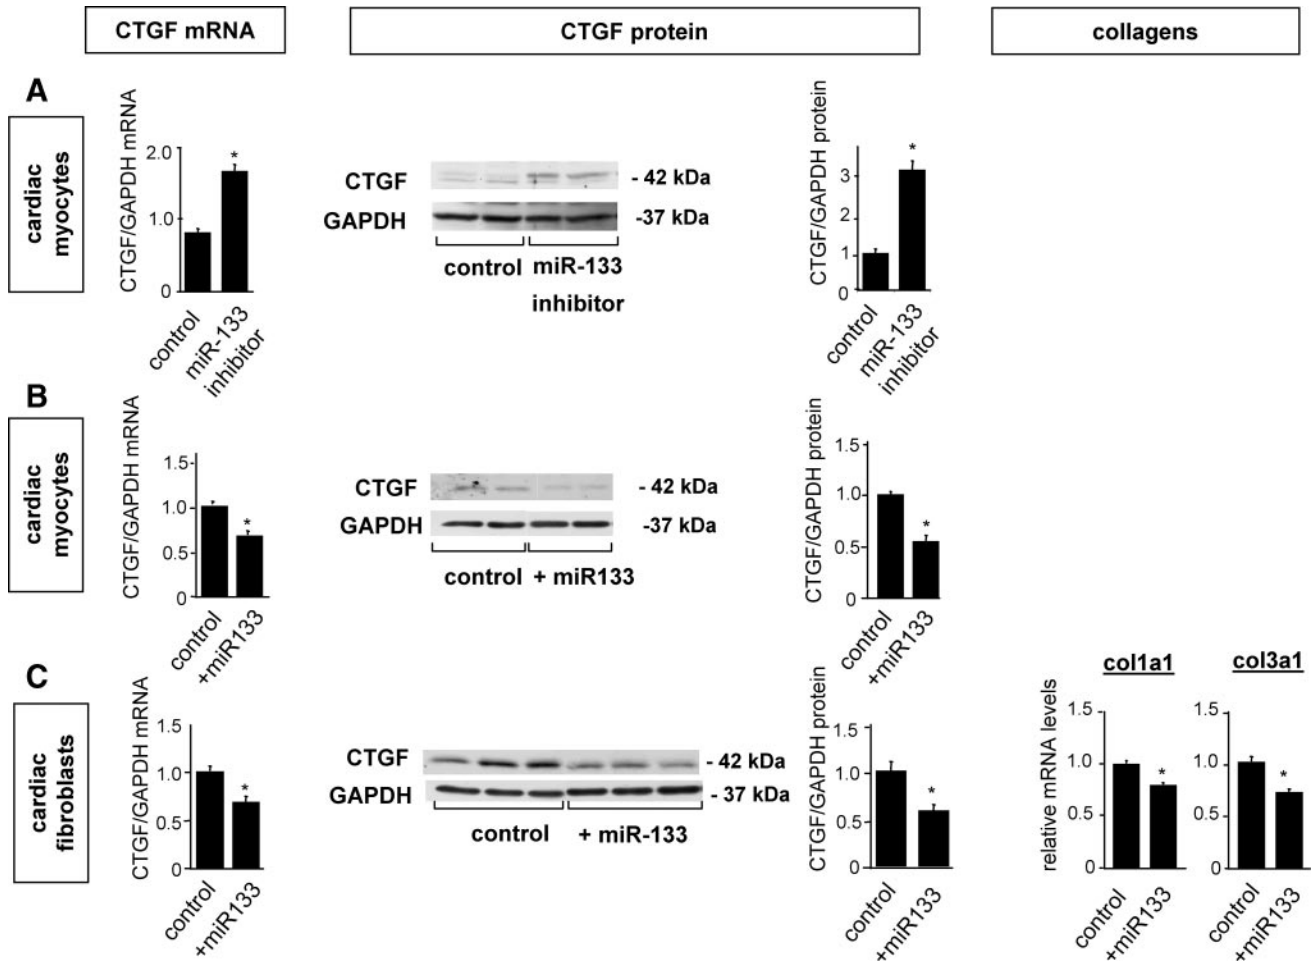 CTGF mRNA
CTGF protein
collagens
A
cardiac
myocytes
CTGF/GAPDH mRNA
2.0
1.0
0
*
control
miR-133
inhibitor
CTGF
GAPDH
- 42 kDa
-37 kDa
control
miR-133
inhibitor
CTGF/GAPDH protein
3
2
1
0
*
control
miR-133
inhibitor
B
cardiac
myocytes
CTGF/GAPDH mRNA
1.5
1.0
0.5
0
*
control
+miR133
CTGF
GAPDH
- 42 kDa
-37 kDa
control
+ miR133
CTGF/GAPDH protein
1.5
1.0
0.5
0
*
control
+miR133
C
cardiac
fibroblasts
CTGF/GAPDH mRNA
1.5
1.0
0.5
0
*
control
+miR133
CTGF
GAPDH
- 42 kDa
- 37 kDa
control
+ miR-133
CTGF/GAPDH protein
1.5
1.0
0.5
0
*
control
+miR133
relative mRNA levels
col1a1
1.5
1.0
0.5
0
*
control
+miR133
col3a1
1.5
1.0
0.5
0
*
control
+miR133